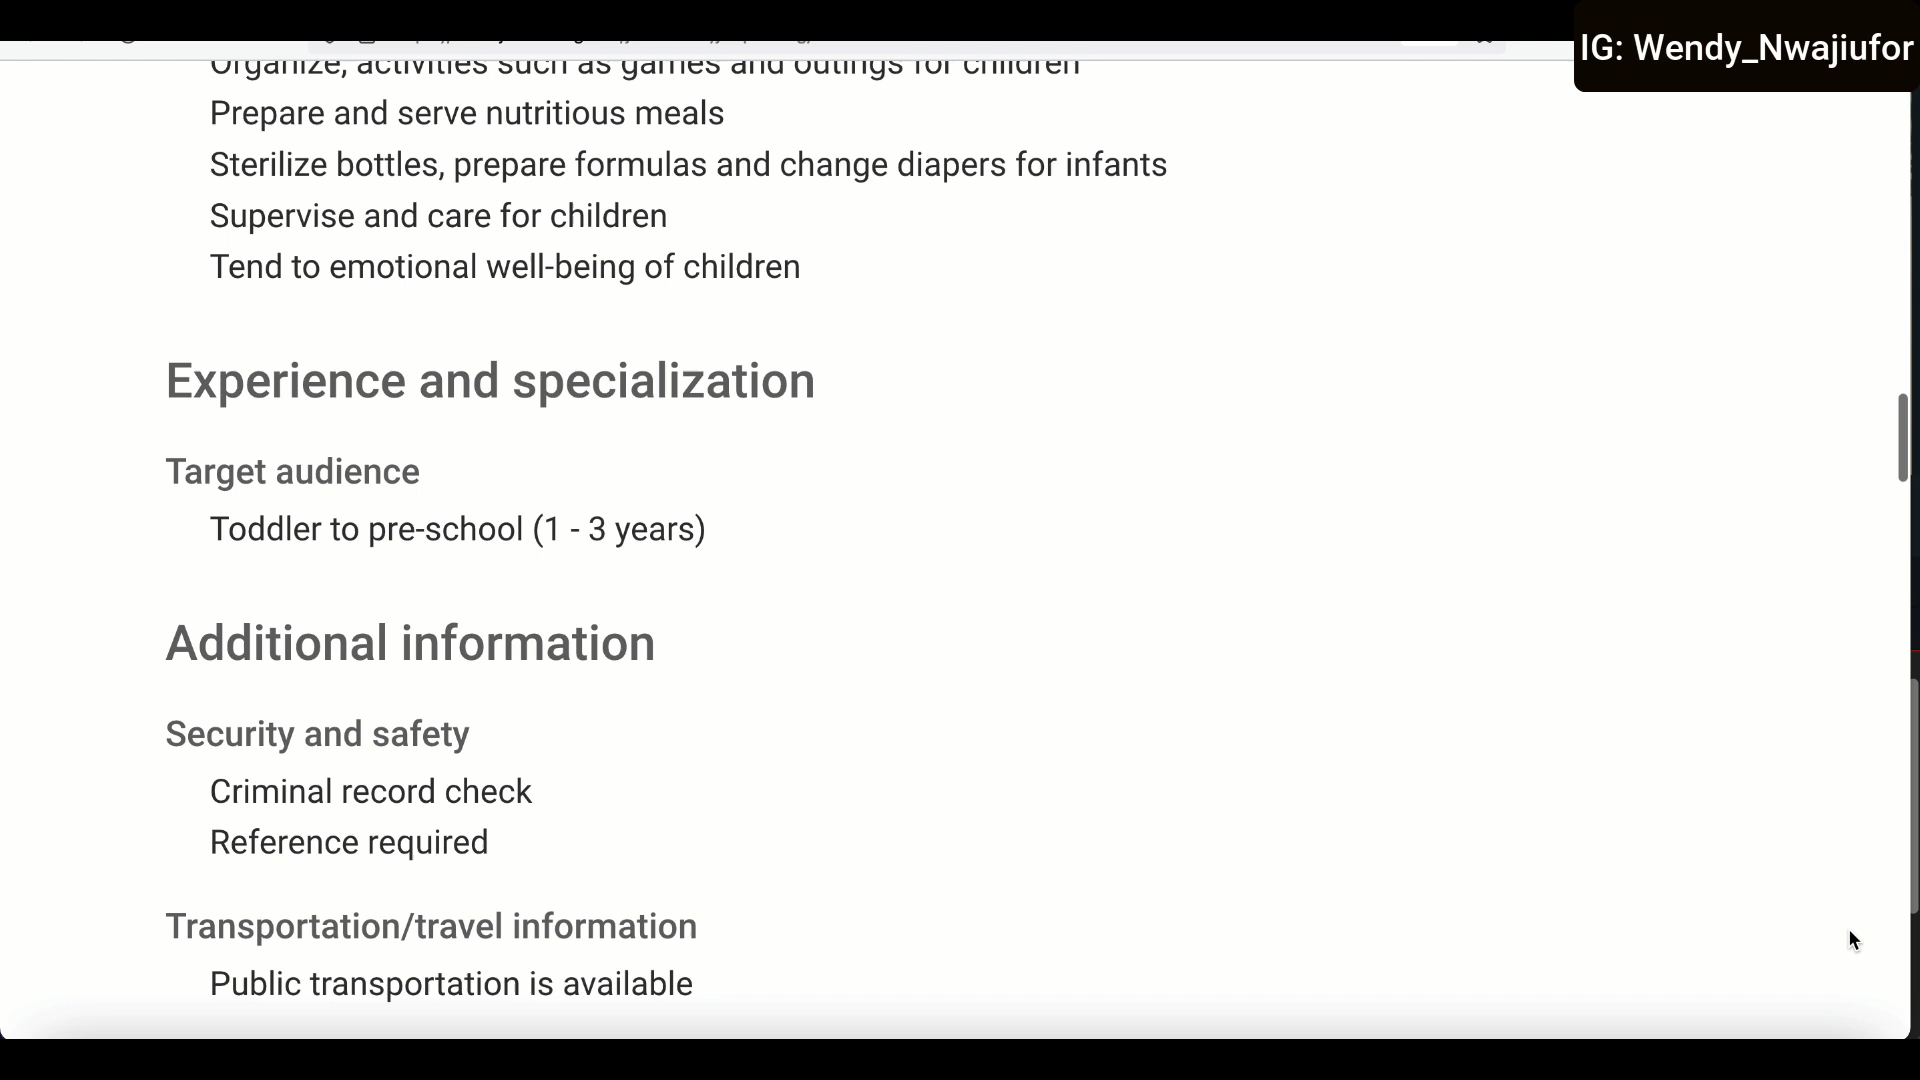 IG: Wendy_Nwajiufor
Organize, activities such as games and outings for children
Prepare and serve nutritious meals
Sterilize bottles, prepare formulas and change diapers for infants
Supervise and care for children
Tend to emotional well-being of children
Experience and specialization
Target audience
Toddler to pre-school (1 - 3 years)
Additional information
Security and safety
Criminal record check
Reference required
Transportation/travel information
Public transportation is available